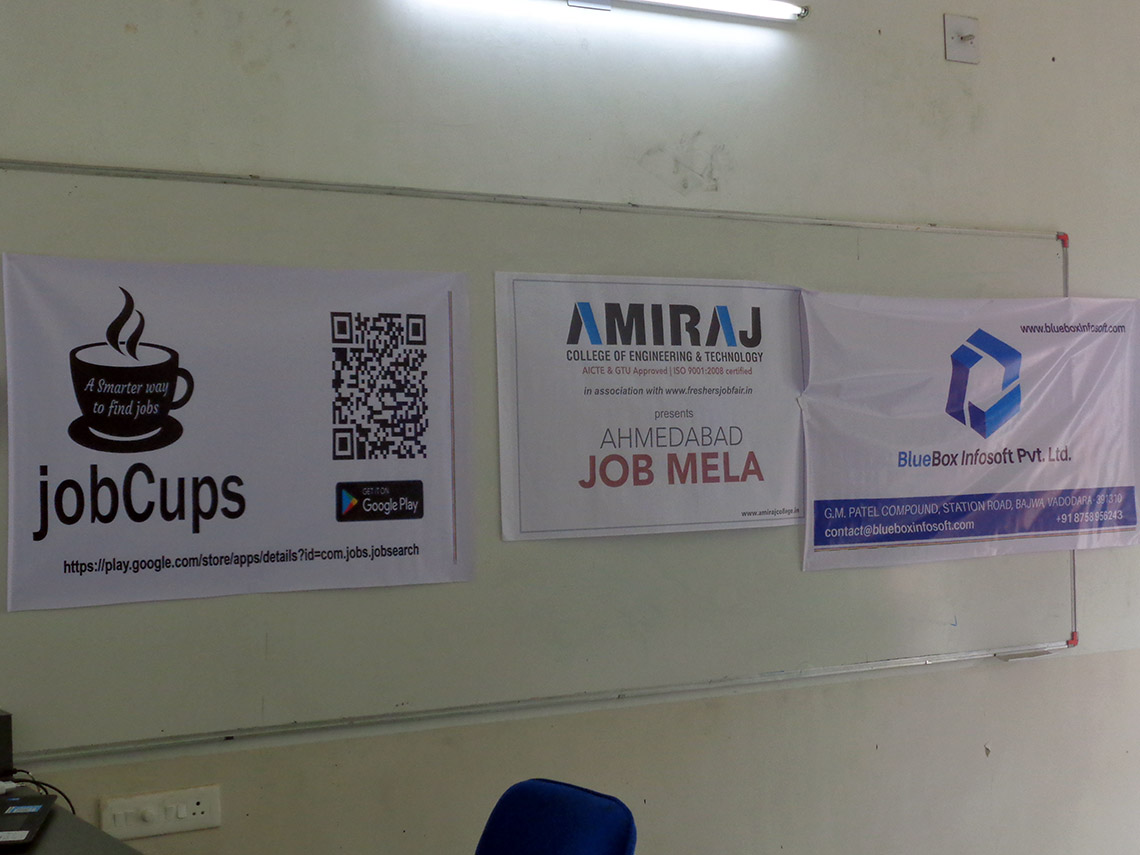 A Smarter way
to find jobs
jobCups
GET IT ON
Google Play
https://play.google.com/store/apps/details?id=com.jobs.jobsearch
AMIRAJ
COLLEGE OF ENGINEERING & TECHNOLOGY
AICTE & GTU Approved | ISO 9001:2008 certified
in association with www.freshersjobfair.in
presents
AHMEDABAD
JOB MELA
www.amirajcollege.in
www.blueboxinfosoft.com
BlueBox Infosoft Pvt. Ltd.
G.M. PATEL COMPOUND, STATION ROAD, BAJWA, VADODARA-391310
contact@blueboxinfosoft.com +91 8758956243